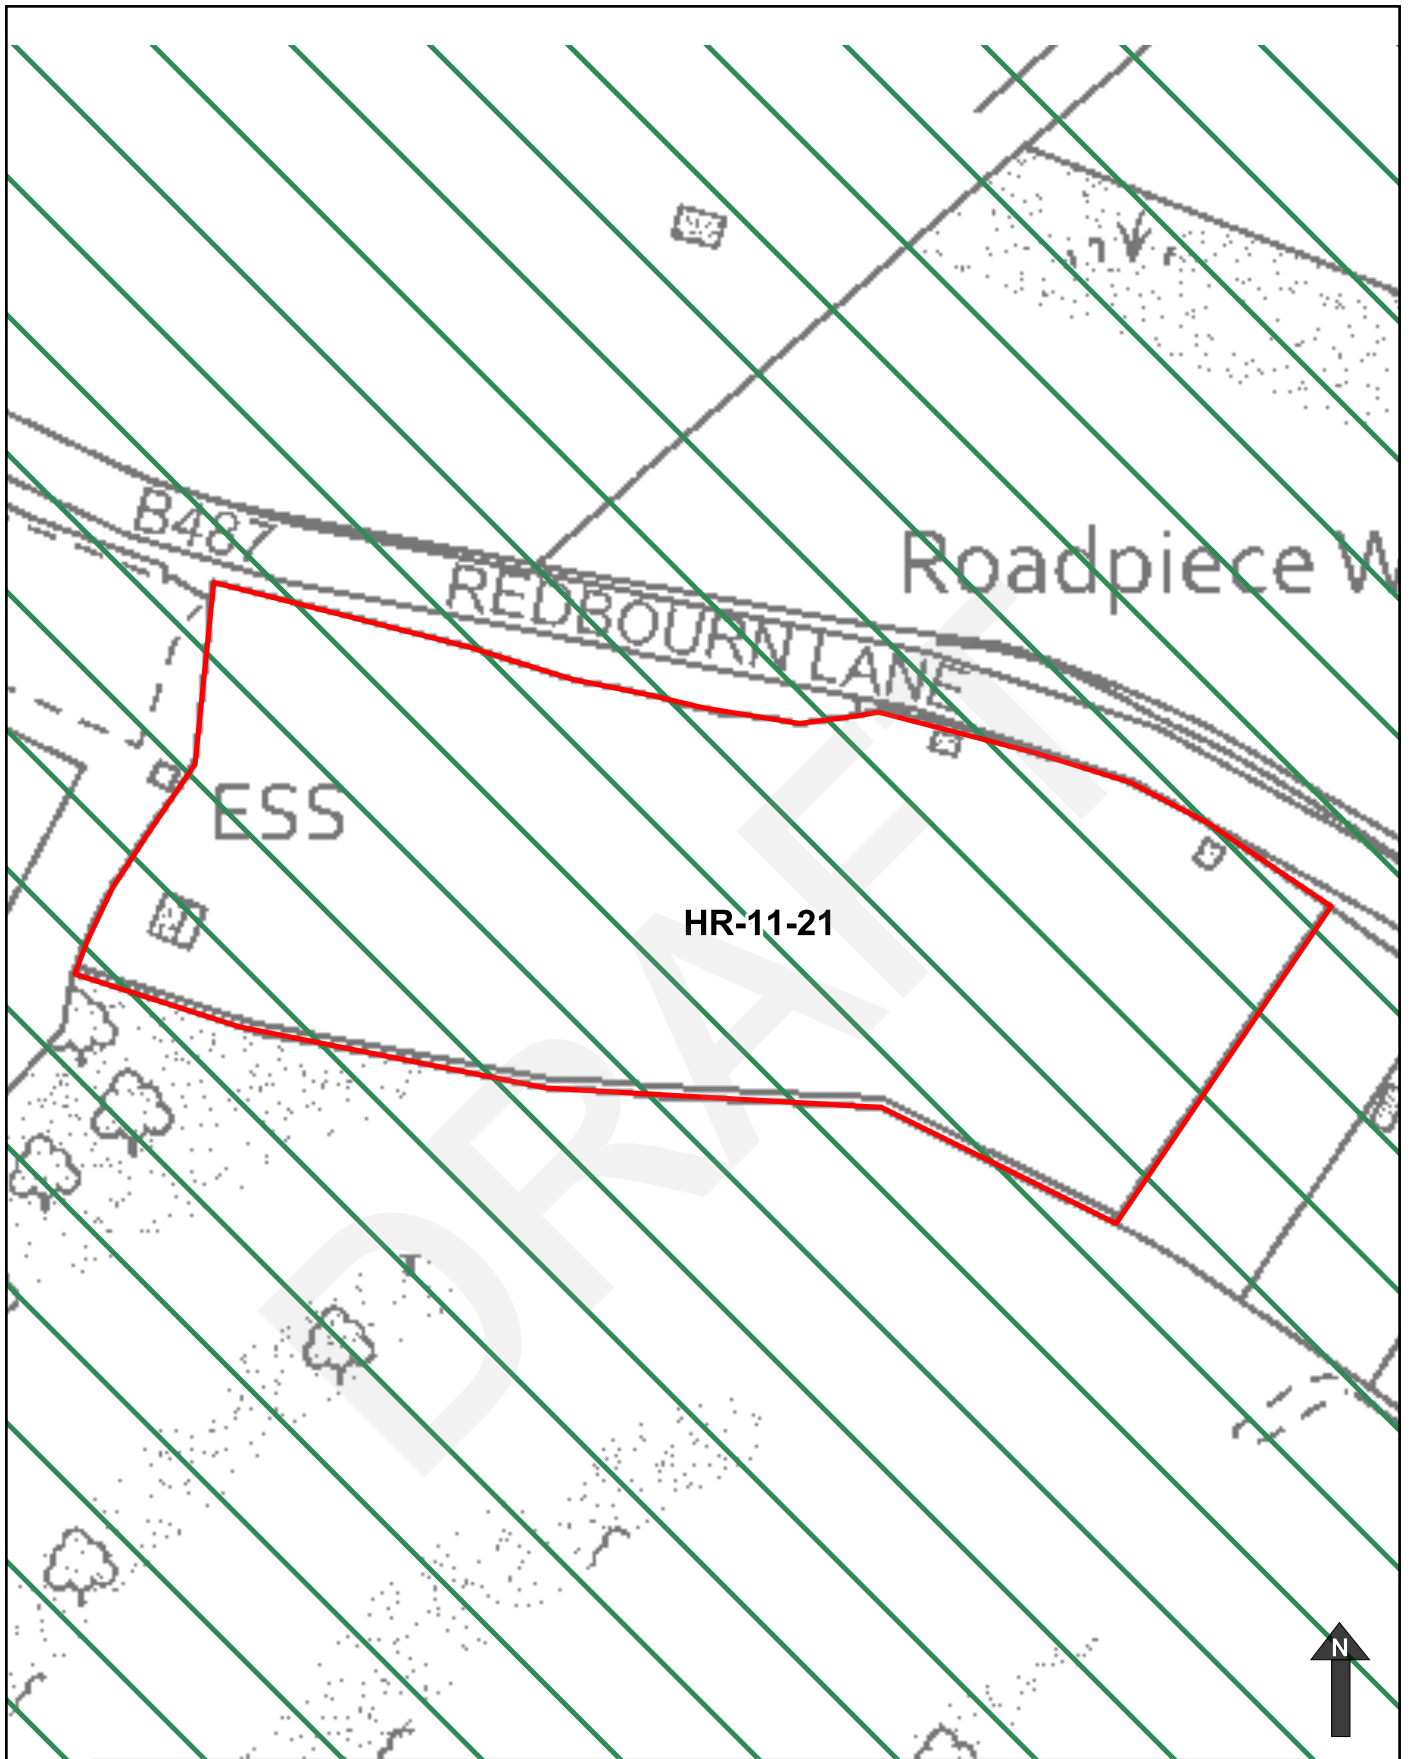 B487
REDBOURN LANE
Roadpiece W
ESS
HR-11-21
DRAFT
N